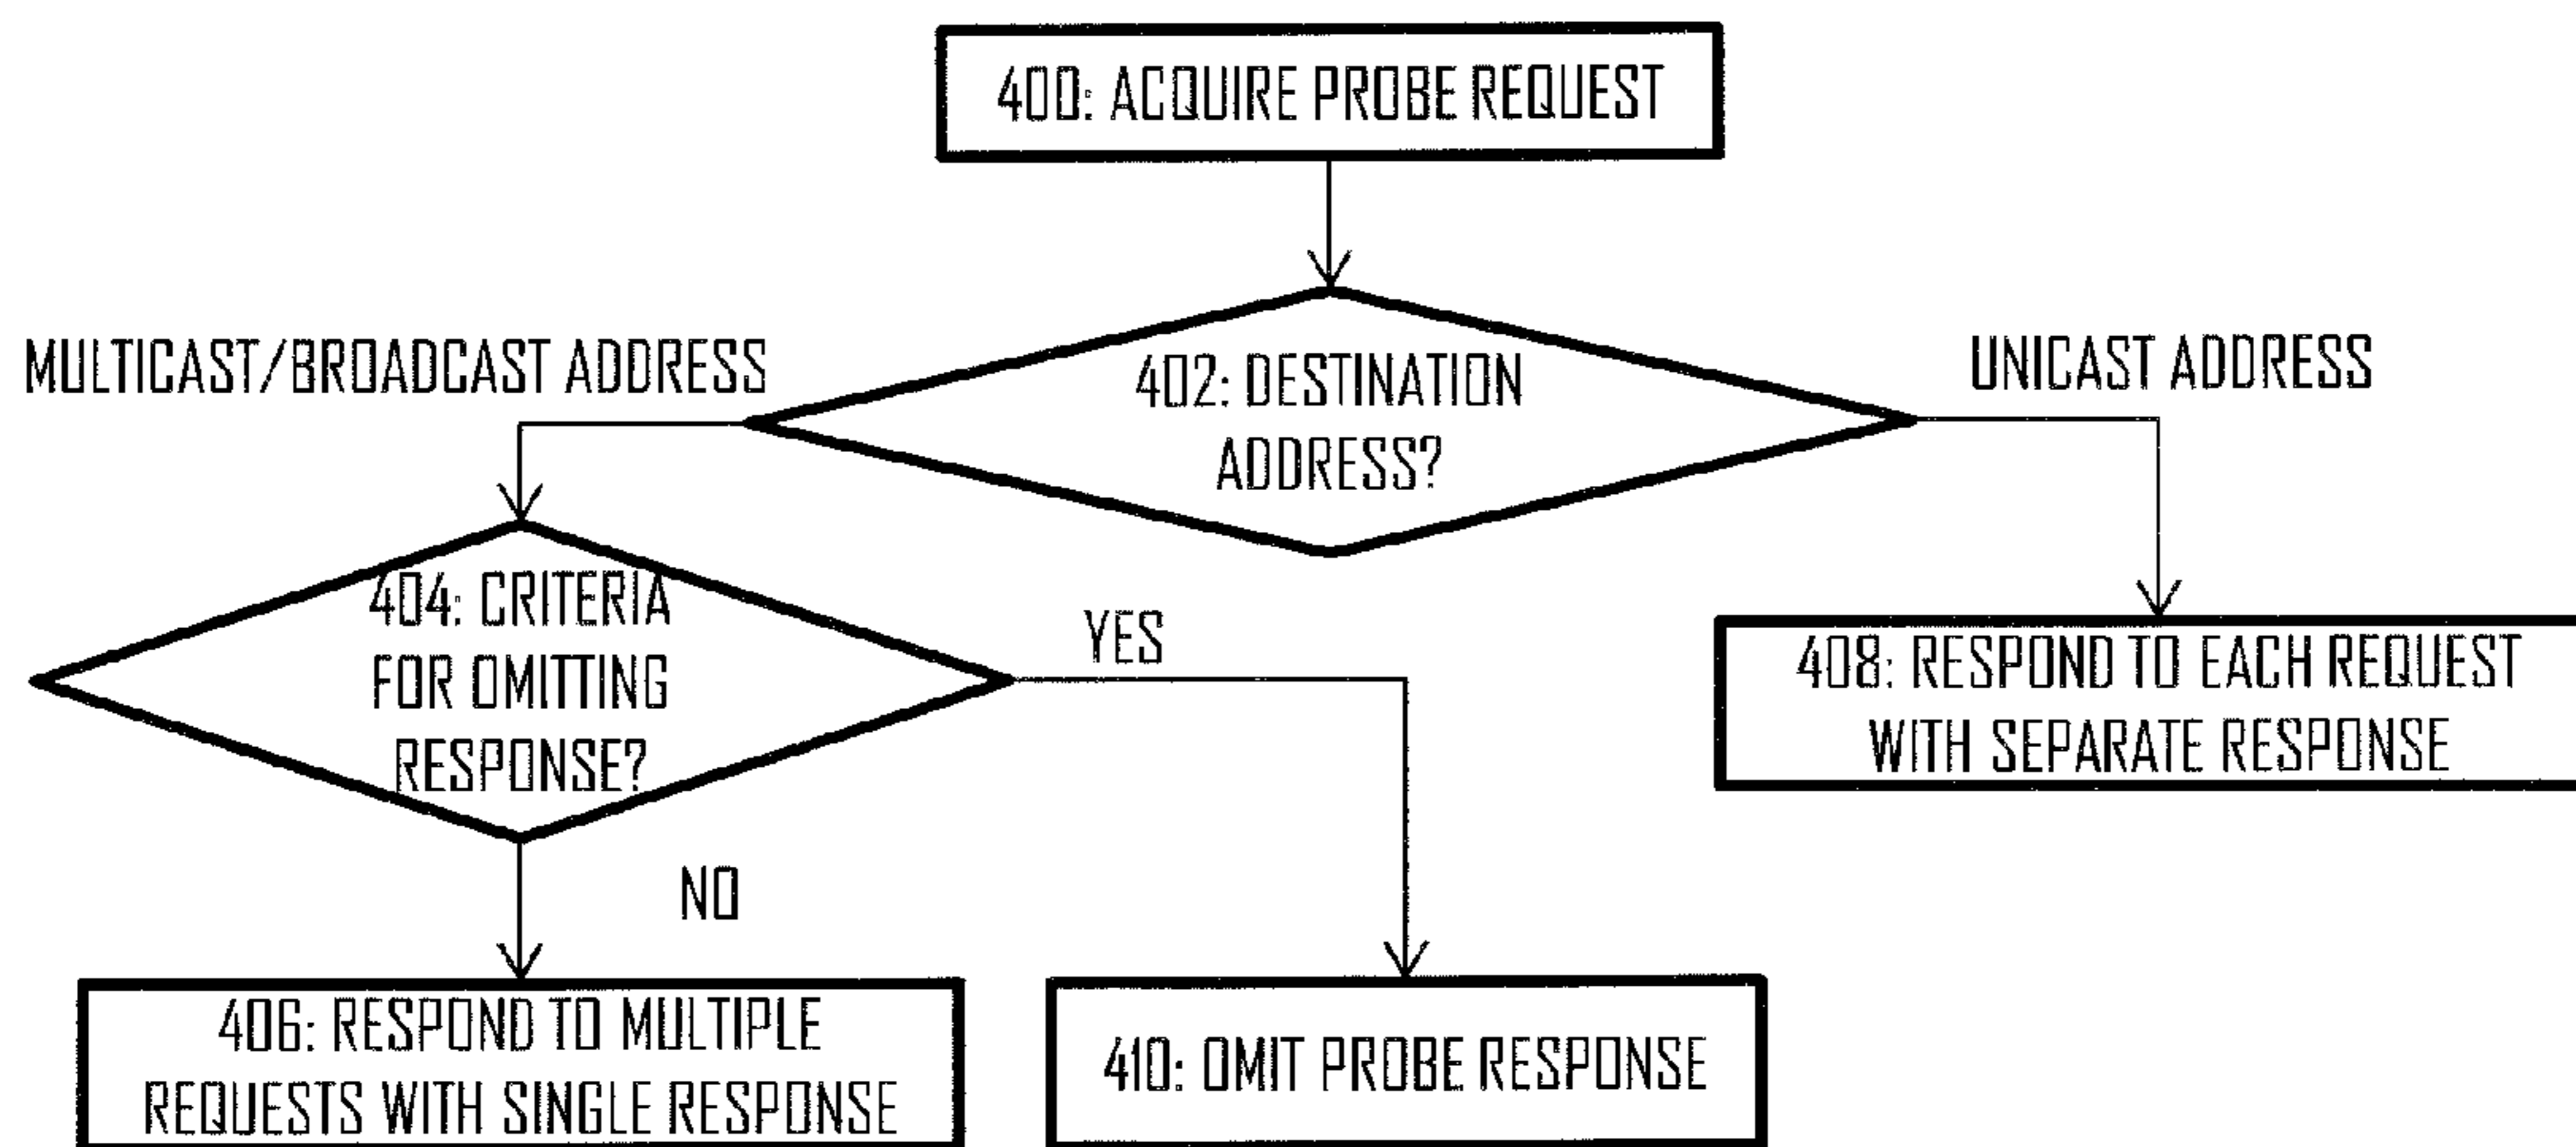 400: ACQUIRE PROBE REQUEST
MULTICAST/BROADCAST ADDRESS
402: DESTINATION
ADDRESS?
UNICAST ADDRESS
404: CRITERIA
FOR OMITTING
RESPONSE?
YES
408: RESPOND TO EACH REQUEST
WITH SEPARATE RESPONSE
NO
406: RESPOND TO MULTIPLE
REQUESTS WITH SINGLE RESPONSE
410: OMIT PROBE RESPONSE